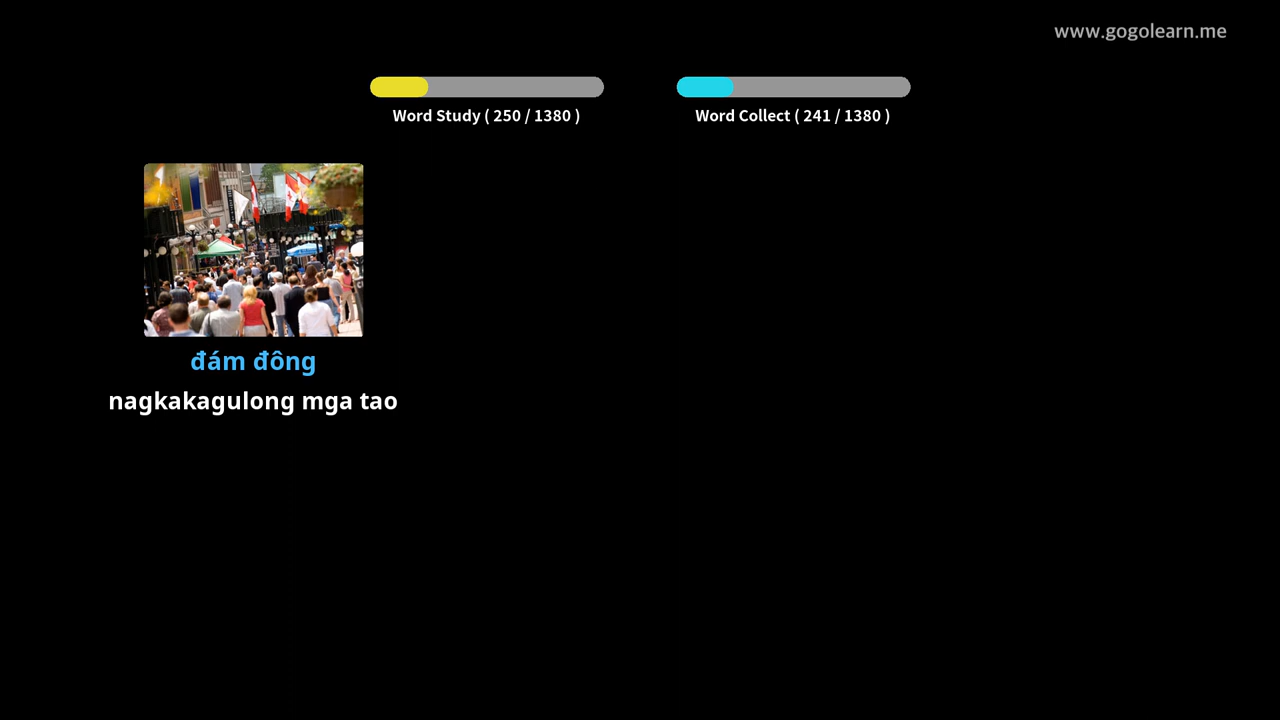 www.gogolearn.me
Word Study ( 250 / 1380 )
Word Collect ( 241 / 1380 )
đám đông
nagkakagulong mga tao